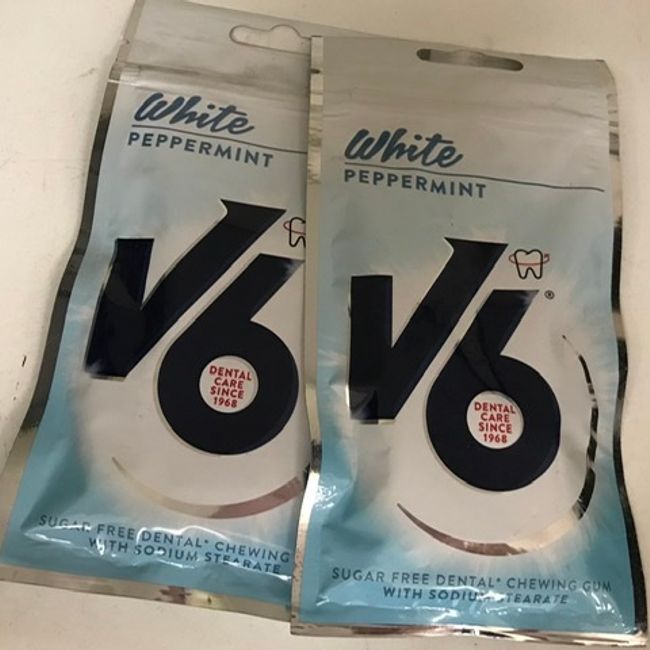 White
PEPPERMINT
V6
DENTAL
CARE
SINCE
1968
SUGAR FREE DENTAL* CHEWING
WITH SODIUM STEARATE
White
PEPPERMINT
V6
®
DENTAL
CARE
SINCE
1968
SUGAR FREE DENTAL* CHEWING GUM
WITH SODIUM STEARATE